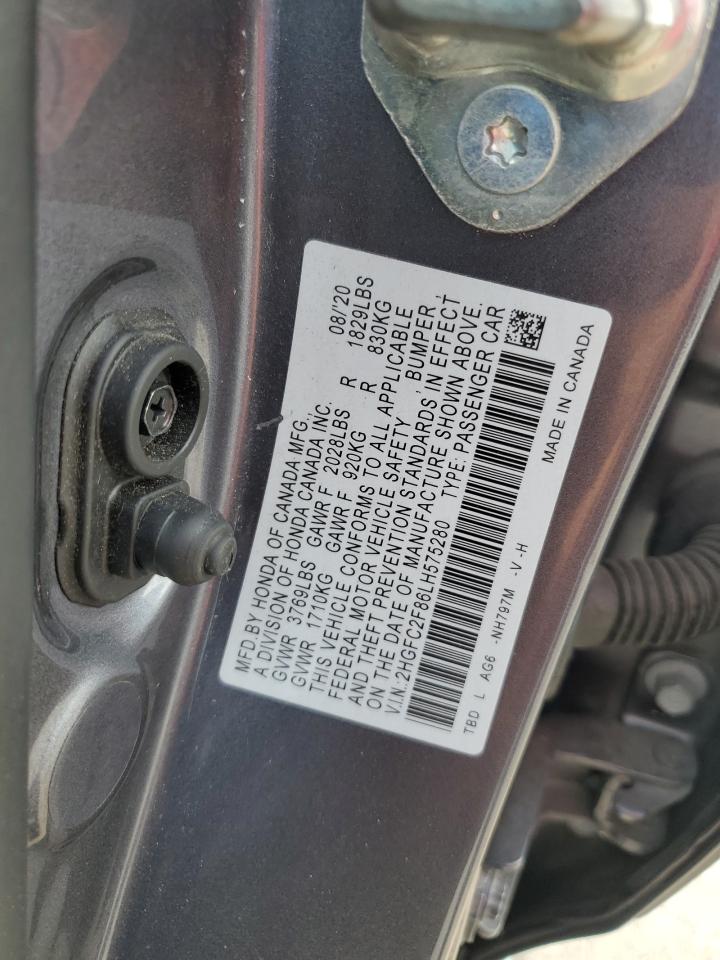 MFD BY HONDA OF CANADA MFG. 08/'20
A DIVISION OF HONDA CANADA INC.
GVWR 3769LBS GAWR F 2028LBS R 1829LBS
GVWR 1710KG GAWR F 920KG R 830KG
THIS VEHICLE CONFORMS TO ALL APPLICABLE
FEDERAL MOTOR VEHICLE SAFETY, BUMPER,
AND THEFT PREVENTION STANDARDS IN EFFECT
ON THE DATE OF MANUFACTURE SHOWN ABOVE.
V.I.N.:2HGFC2F86LH575280 TYPE: PASSENGER CAR
TBD L AG6 -NH797M -V -H
MADE IN CANADA